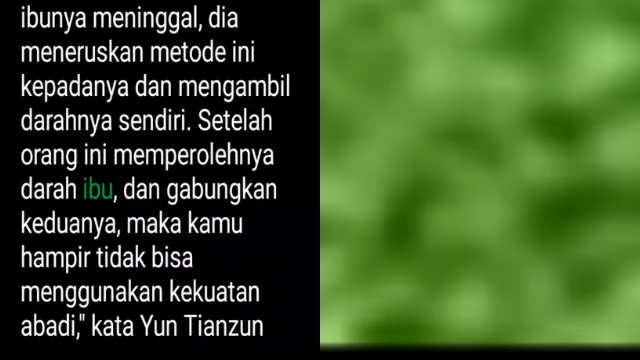 ibunya meninggal, dia
meneruskan metode ini
kepadanya dan mengambil
darahnya sendiri. Setelah
orang ini memperolehnya
darah ibu, dan gabungkan
keduanya, maka kamu
hampir tidak bisa
menggunakan kekuatan
abadi," kata Yun Tianzun